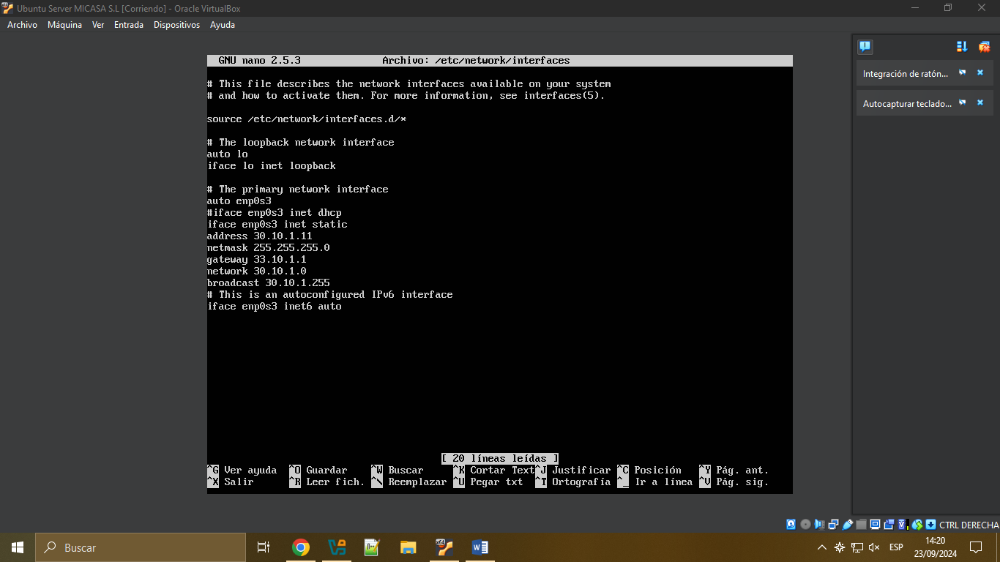 Ubuntu Server MICASA S.L [Corriendo] - Oracle VirtualBox
Archivo Máquina Ver Entrada Dispositivos Ayuda
GNU nano 2.5.3 Archivo: /etc/network/interfaces
# This file describes the network interfaces available on your system
# and how to activate them. For more information, see interfaces(5).
source /etc/network/interfaces.d/*
# The loopback network interface
auto lo
iface lo inet loopback
# The primary network interface
auto enp0s3
#iface enp0s3 inet dhcp
iface enp0s3 inet static
address 30.10.1.11
netmask 255.255.255.0
gateway 33.10.1.1
network 30.10.1.0
broadcast 30.10.1.255
# This is an autoconfigured IPv6 interface
iface enp0s3 inet6 auto
[ 20 líneas leídas ]
^G Ver ayuda ^O Guardar ^W Buscar ^K Cortar Text ^J Justificar ^C Posición ^Y Pág. ant.
^X Salir ^R Leer fich. ^\ Reemplazar ^U Pegar txt ^T Ortografía ^_ Ir a línea ^V Pág. sig.
Integración de ratón...
Autocapturar teclado...
CTRL DERECHA
Buscar
ESP
14:20
23/09/2024